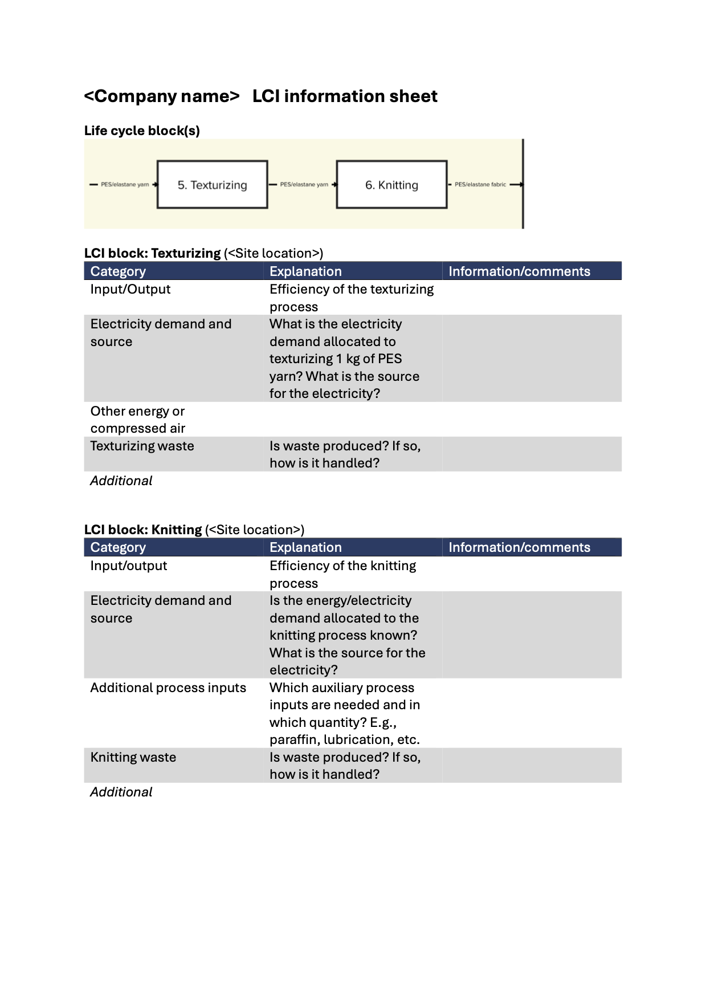 <Company name> LCI information sheet
Life cycle block(s)
PES/elastane yarn
5. Texturizing
PES/elastane yarn
6. Knitting
PES/elastane fabric
LCI block: Texturizing (<Site location>)
Category Explanation Information/comments
Input/Output Efficiency of the texturizing
process
Electricity demand and What is the electricity
source demand allocated to
texturizing 1 kg of PES
yarn? What is the source
for the electricity?
Other energy or
compressed air
Texturizing waste Is waste produced? If so,
how is it handled?
Additional
LCI block: Knitting (<Site location>)
Category Explanation Information/comments
Input/output Efficiency of the knitting
process
Electricity demand and Is the energy/electricity
source demand allocated to the
knitting process known?
What is the source for the
electricity?
Additional process inputs Which auxiliary process
inputs are needed and in
which quantity? E.g.,
paraffin, lubrication, etc.
Knitting waste Is waste produced? If so,
how is it handled?
Additional